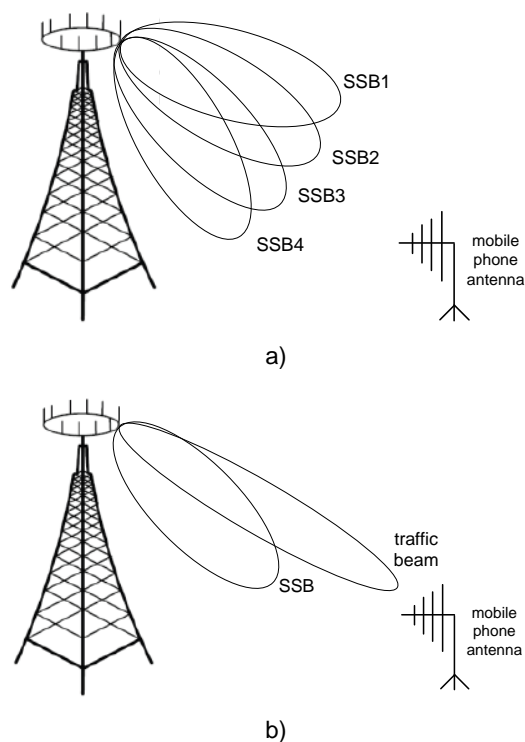 SSB1
SSB2
SSB3
SSB4
mobile
phone
antenna
a)
traffic
beam
SSB
mobile
phone
antenna
b)